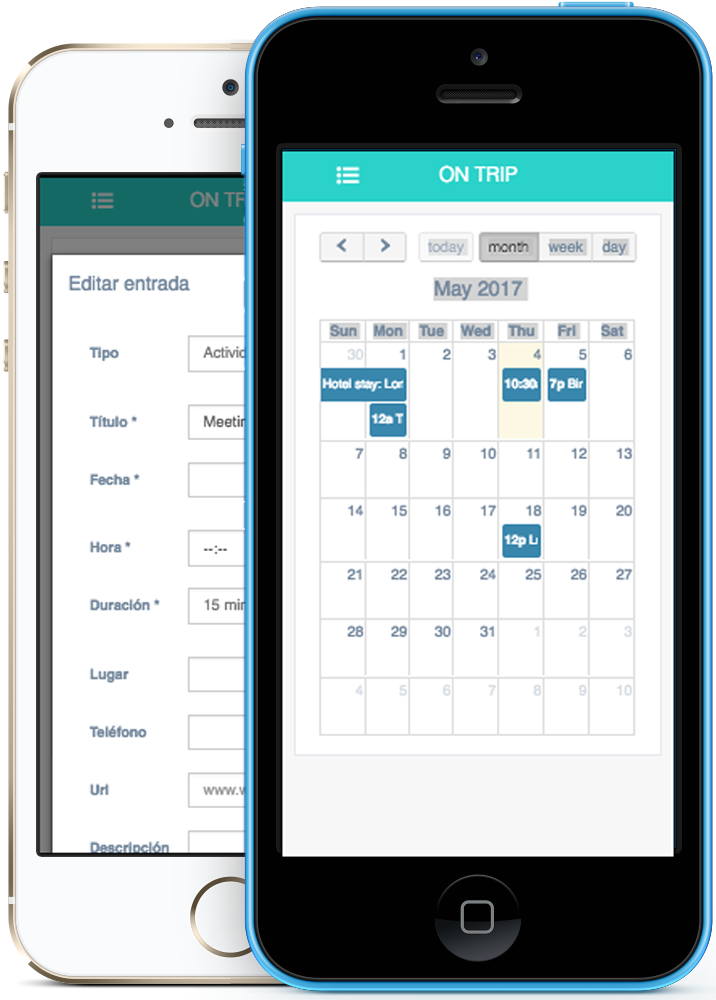 ON TR
Editar entrada
Tipo
Título * Meetin
Fecha *
Hora * --:--
Duración * 15 min
Lugar
Teléfono
Url www.w
Descripción
ON TRIP
today month week day
May 2017
Sun Mon Tue Wed Thu Fri Sat
30 1 2 3 4 5 6
Hotel stay: Lon 10:30 7p Bir
12a T
7 8 9 10 11 12 13
14 15 16 17 18 19 20
12p L
21 22 23 24 25 26 27
28 29 30 31 1 2 3
4 5 6 7 8 9 10